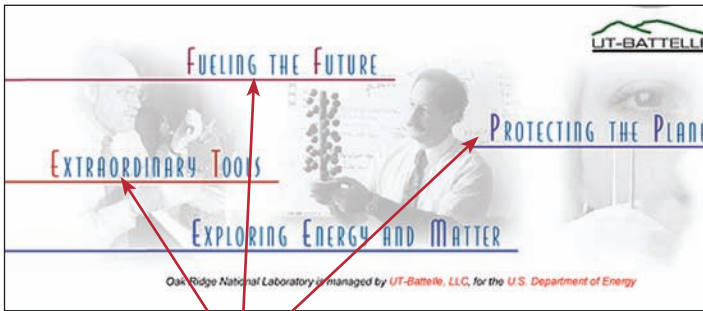 UT-BATTELLE
FUELING THE FUTURE
PROTECTING THE PLANE
EXTRAORDINARY TOOLS
EXPLORING ENERGY AND MATTER
Oak Ridge National Laboratory is managed by UT-Battelle, LLC, for the U.S. Department of Energy